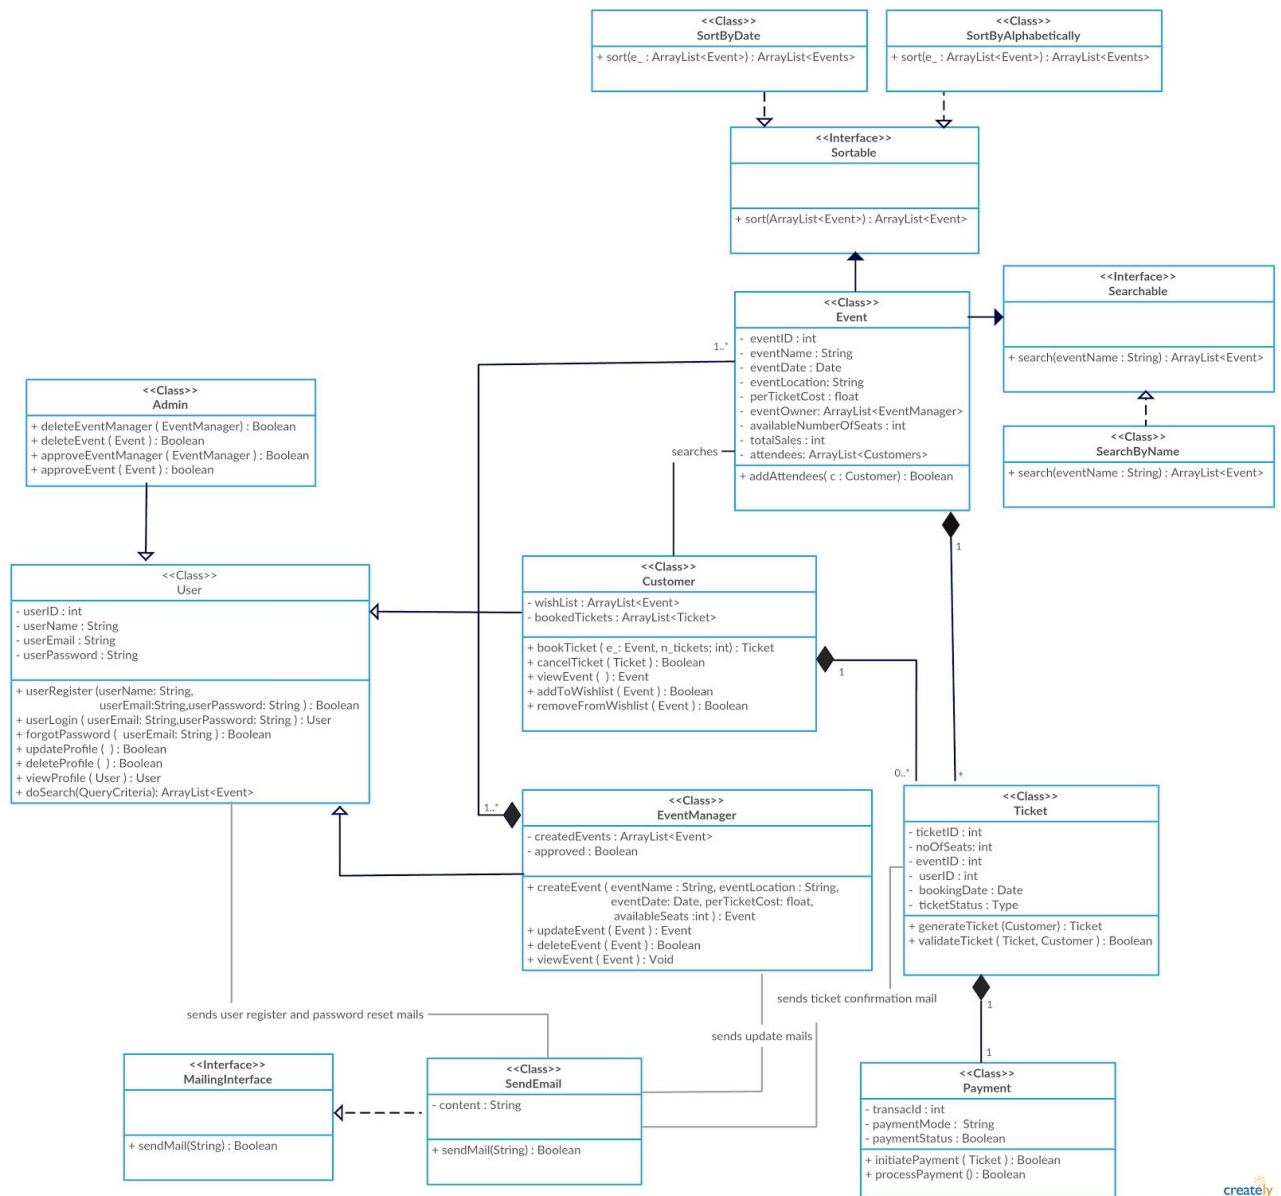 <<Class>>
SortByDate
+ sort(e_ : ArrayList<Event>) : ArrayList<Events>
<<Class>>
SortByAlphabetically
+ sort(e_ : ArrayList<Event>) : ArrayList<Events>
<<Interface>>
Sortable
+ sort(ArrayList<Event>) : ArrayList<Event>
<<Interface>>
Searchable
+ search(eventName : String) : ArrayList<Event>
<<Class>>
Event
- eventID : int
- eventName : String
- eventDate : Date
- eventLocation: String
- perTicketCost : float
- eventOwner: ArrayList<EventManager>
- availableNumberOfSeats : int
- totalSales : int
- attendees: ArrayList<Customers>
+ addAttendees( c : Customer) : Boolean
1..*
searches
1
<<Class>>
SearchByName
+ search(eventName : String) : ArrayList<Event>
<<Class>>
Admin
+ deleteEventManager ( EventManager) : Boolean
+ deleteEvent ( Event ) : Boolean
+ approveEventManager ( EventManager ) : Boolean
+ approveEvent ( Event ) : boolean
<<Class>>
User
- userID : int
- userName : String
- userEmail : String
- userPassword : String
+ userRegister (userName: String,
userEmail:String,userPassword: String ) : Boolean
+ userLogin ( userEmail: String,userPassword: String ) : User
+ forgotPassword ( userEmail: String ) : Boolean
+ updateProfile ( ) : Boolean
+ deleteProfile ( ) : Boolean
+ viewProfile ( User ) : User
+ doSearch(QueryCriteria): ArrayList<Event>
<<Class>>
Customer
- wishList : ArrayList<Event>
- bookedTickets : ArrayList<Ticket>
+ bookTicket ( e_: Event, n_tickets; int) : Ticket
+ cancelTicket ( Ticket ) : Boolean
+ viewEvent ( ) : Event
+ addToWishlist ( Event ) : Boolean
+ removeFromWishlist ( Event ) : Boolean
1
0..*
*
1..*
<<Class>>
EventManager
- createdEvents : ArrayList<Event>
- approved : Boolean
+ createEvent ( eventName : String, eventLocation : String,
eventDate: Date, perTicketCost: float,
availableSeats :int ) : Event
+ updateEvent ( Event ) : Event
+ deleteEvent ( Event ) : Boolean
+ viewEvent ( Event ) : Void
<<Class>>
Ticket
- ticketID : int
- noOfSeats: int
- eventID : int
- userID : int
- bookingDate : Date
- ticketStatus : Type
+ generateTicket (Customer) : Ticket
+ validateTicket ( Ticket, Customer ) : Boolean
sends ticket confirmation mail
1
sends user register and password reset mails
sends update mails
1
<<Interface>>
MailingInterface
+ sendMail(String) : Boolean
<<Class>>
SendEmail
- content : String
+ sendMail(String) : Boolean
<<Class>>
Payment
- transacId : int
- paymentMode : String
- paymentStatus : Boolean
+ initiatePayment ( Ticket ) : Boolean
+ processPayment () : Boolean
creately